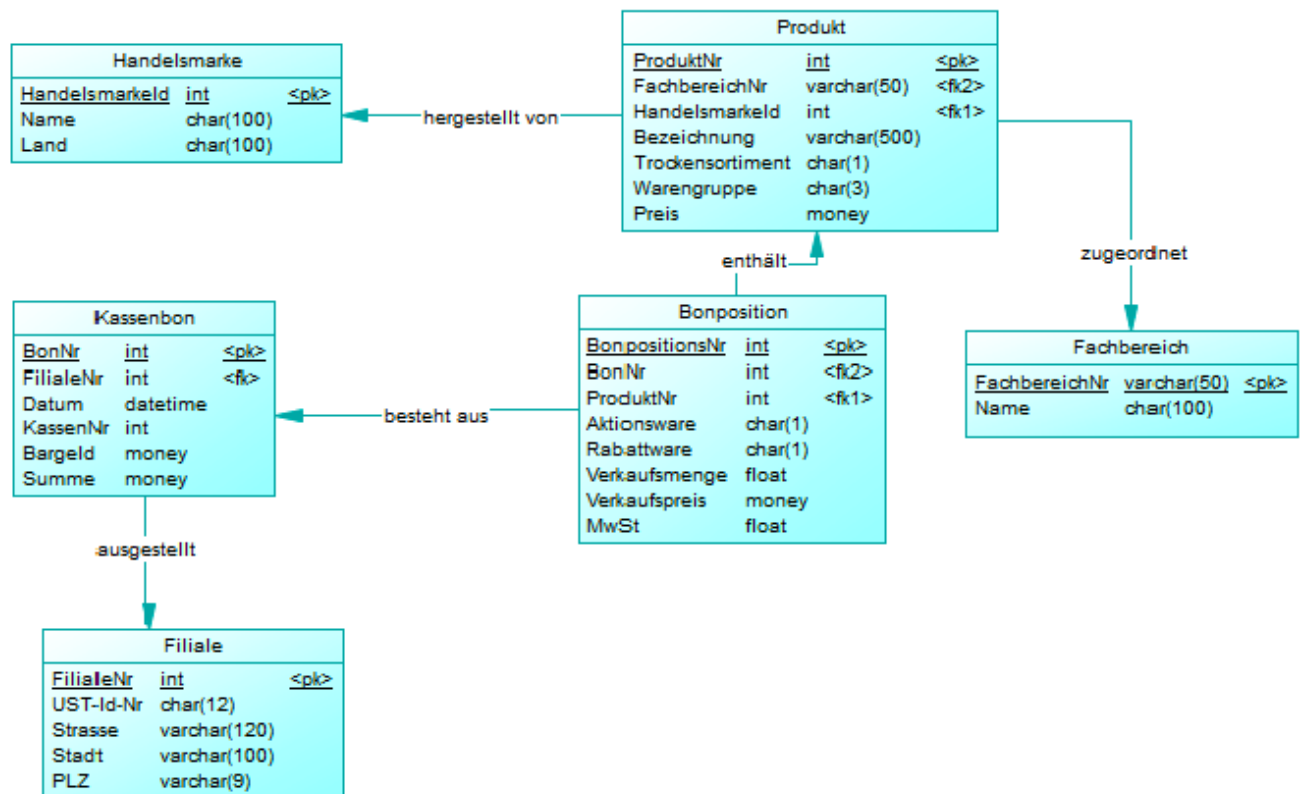 Handelsmarke
HandelsmarkeId int <pk>
Name char(100)
Land char(100)
hergestellt von
Produkt
ProduktNr int <pk>
FachbereichNr varchar(50) <fk2>
HandelsmarkeId int <fk1>
Bezeichnung varchar(500)
Trockensortiment char(1)
Warengruppe char(3)
Preis money
enthält
zugeordnet
Kassenbon
BonNr int <pk>
FilialeNr int <fk>
Datum datetime
KassenNr int
Bargeld money
Summe money
besteht aus
Bonposition
BonpositionsNr int <pk>
BonNr int <fk2>
ProduktNr int <fk1>
Aktionsware char(1)
Rabattware char(1)
Verkaufsmenge float
Verkaufspreis money
MwSt float
Fachbereich
FachbereichNr varchar(50) <pk>
Name char(100)
ausgestellt
Filiale
FilialeNr int <pk>
UST-Id-Nr char(12)
Strasse varchar(120)
Stadt varchar(100)
PLZ varchar(9)